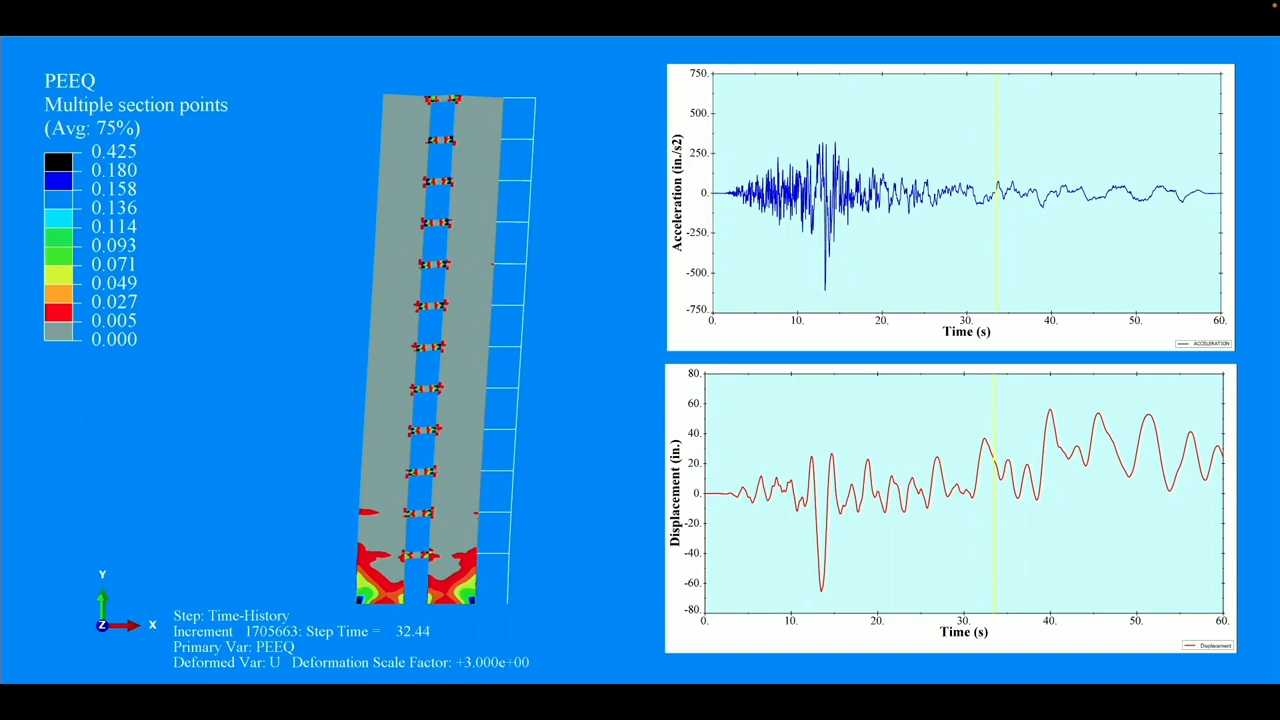 PEEQ
Multiple section points
(Avg: 75%)
0.425
0.180
0.158
0.136
0.114
0.093
0.071
0.049
0.027
0.005
0.000
Y
Z
X
Step: Time-History
Increment 1705663: Step Time = 32.44
Primary Var: PEEQ
Deformed Var: U Deformation Scale Factor: +3.000e+00
750.
500.
250.
0.
-250.
-500.
-750.
Acceleration (in./s2)
0. 10. 20. 30. 40. 50. 60.
Time (s)
ACCELERATION
80.
60.
40.
20.
0.
-20.
-40.
-60.
-80.
Displacement (in.)
0. 10. 20. 30. 40. 50. 60.
Time (s)
Displacement